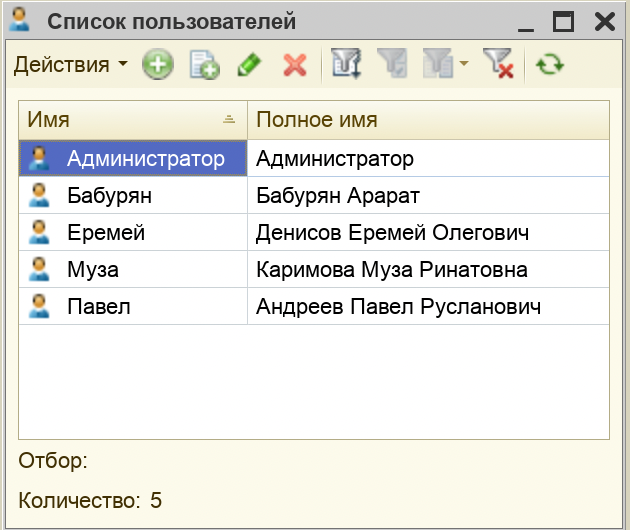 Список пользователей
Действия
Имя Полное имя
Администратор Администратор
Бабурян Бабурян Арарат
Еремей Денисов Еремей Олегович
Муза Каримова Муза Ринатовна
Павел Андреев Павел Русланович
Отбор:
Количество: 5